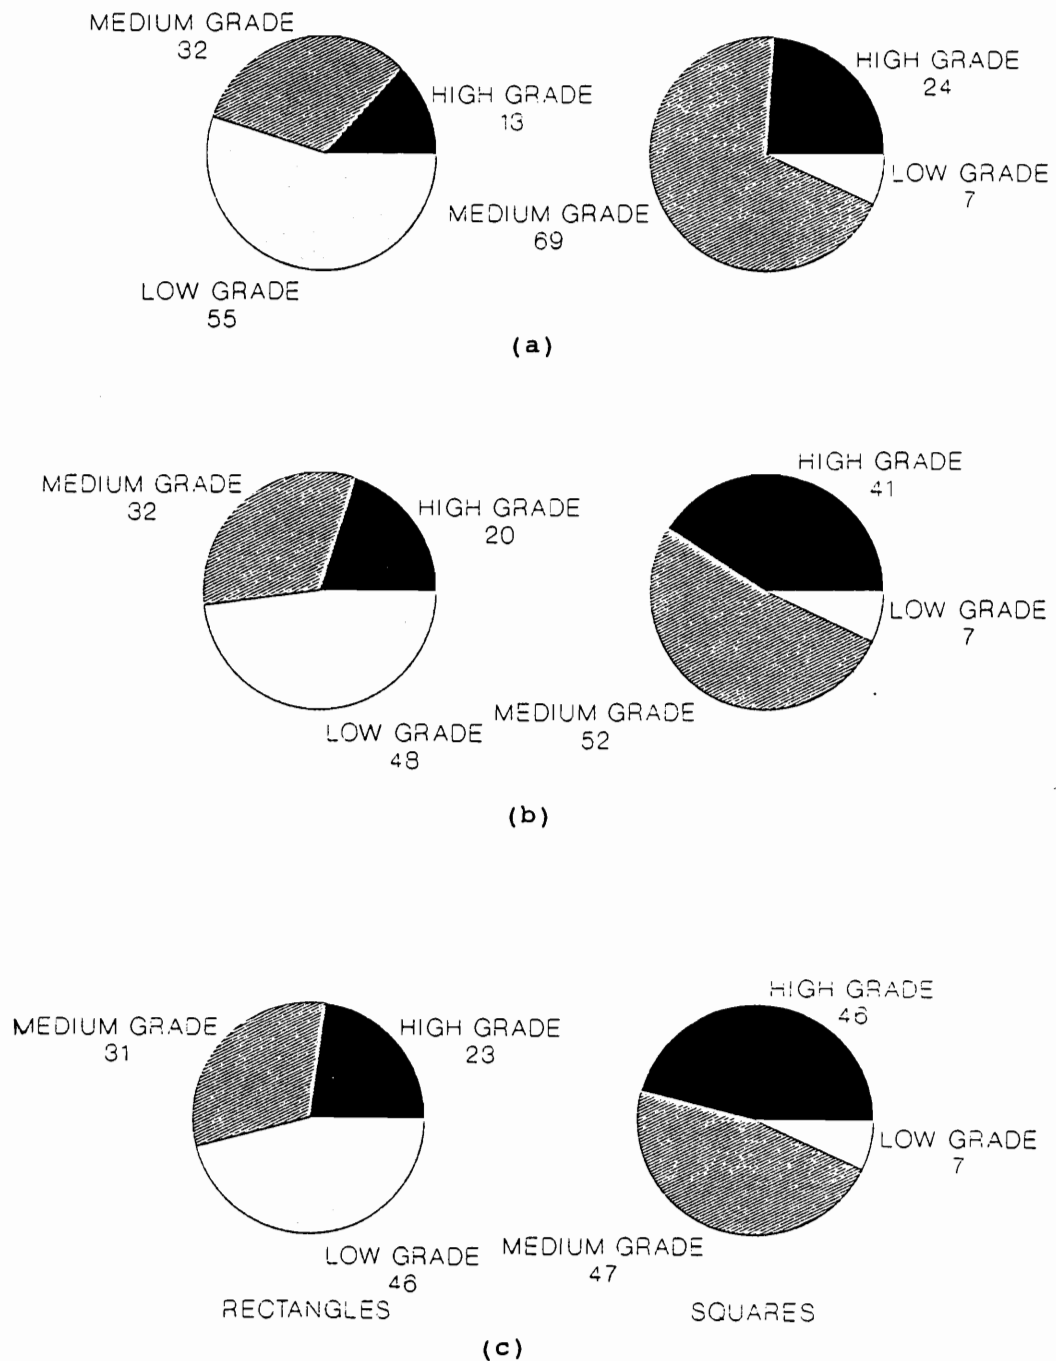 MEDIUM GRADE
32
HIGH GRADE
13
LOW GRADE
55
HIGH GRADE
24
LOW GRADE
7
MEDIUM GRADE
69
(a)
MEDIUM GRADE
32
HIGH GRADE
20
LOW GRADE
48
HIGH GRADE
41
LOW GRADE
7
MEDIUM GRADE
52
(b)
MEDIUM GRADE
31
HIGH GRADE
23
LOW GRADE
46
RECTANGLES
HIGH GRADE
46
LOW GRADE
7
MEDIUM GRADE
47
SQUARES
(c)